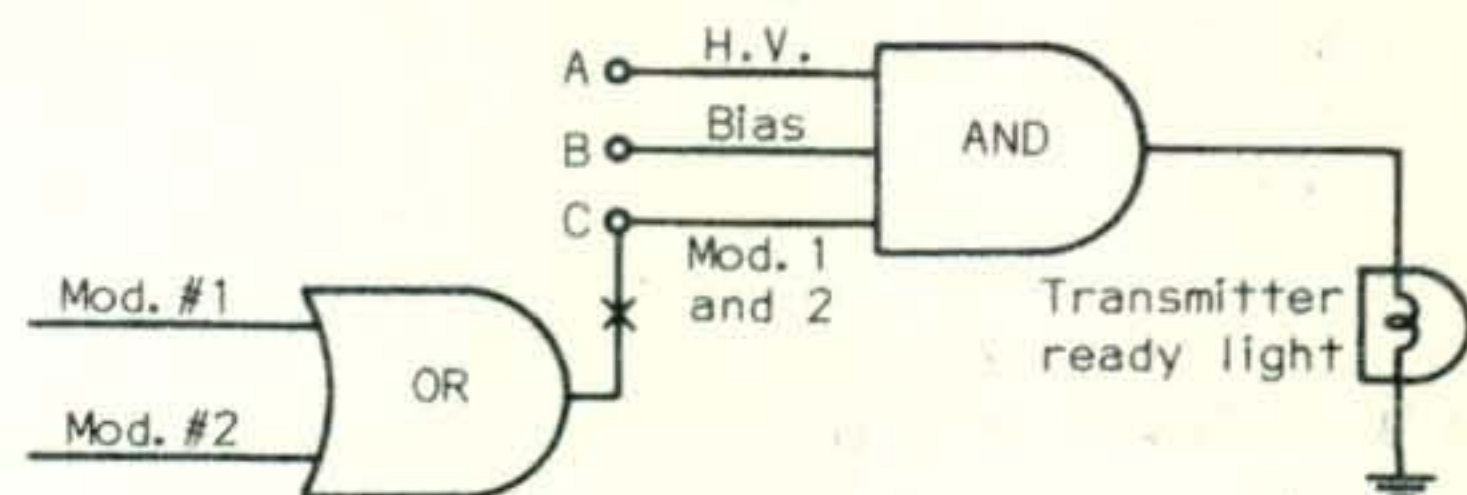 A H.V.
B Bias
C
AND
Mod. 1
and 2
Mod. #1
OR
Mod. #2
Transmitter
ready light